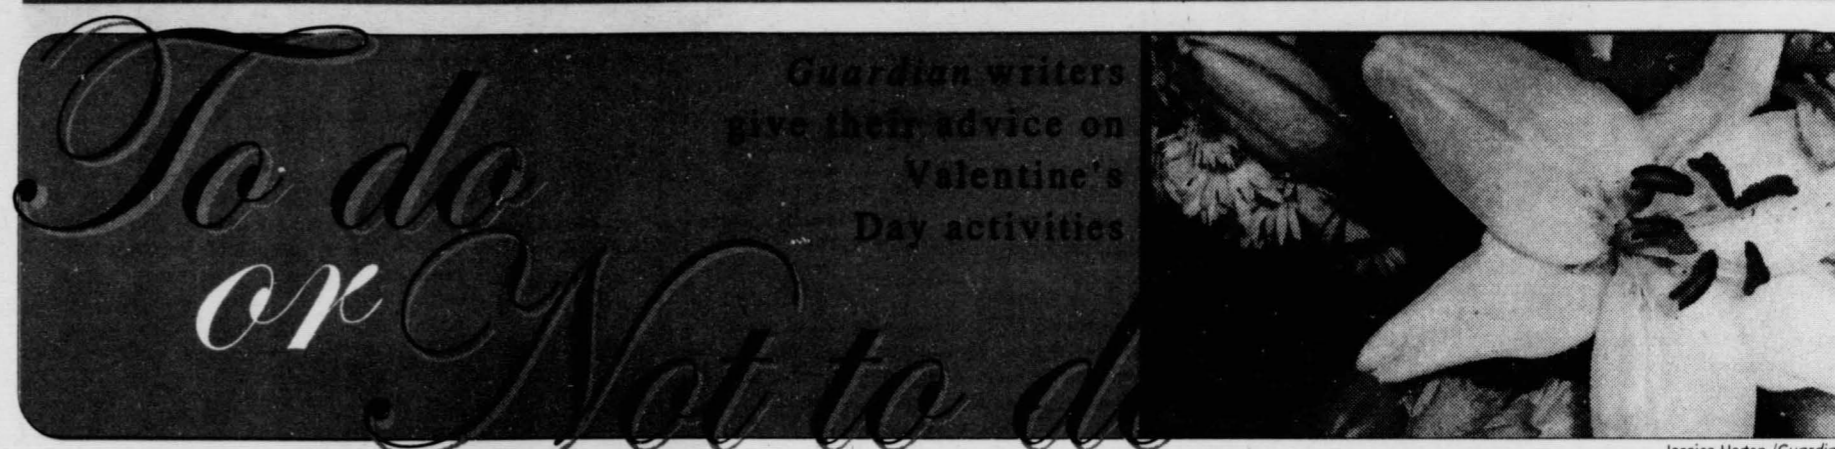 To do
or
Not to do
Guardian writers
give their advice on
Valentine's
Day activities